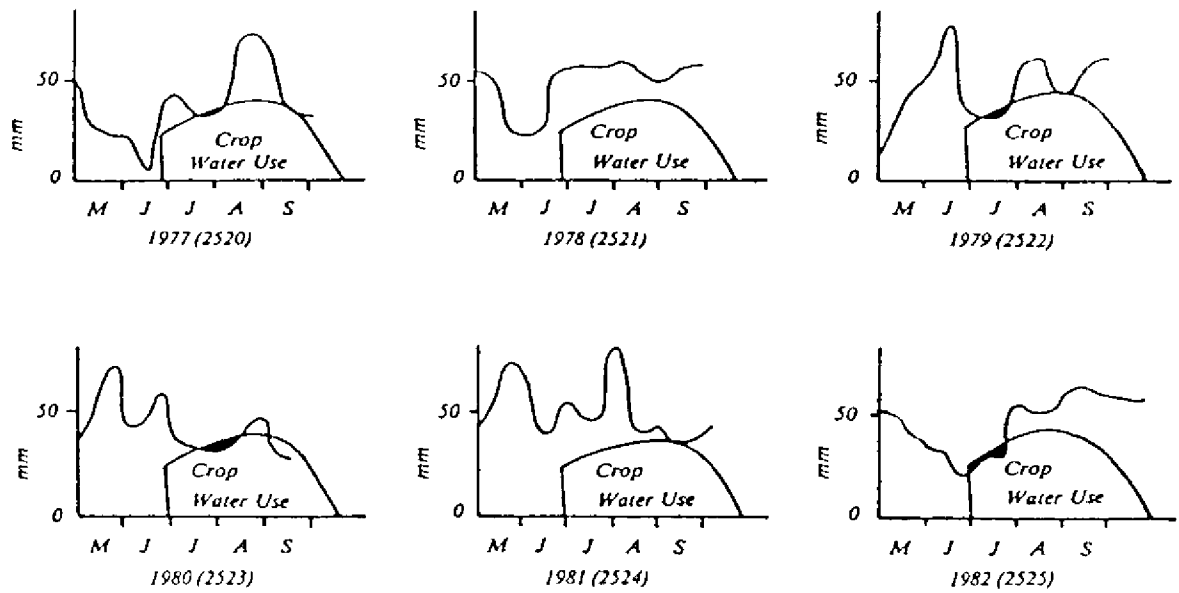 50
mm
0
Crop
Water Use
M J J A S
1977 (2520)
50
mm
0
Crop
Water Use
M J J A S
1978 (2521)
50
mm
0
Crop
Water Use
M J J A S
1979 (2522)
50
mm
0
Crop
Water Use
M J J A S
1980 (2523)
50
mm
0
Crop
Water Use
M J J A S
1981 (2524)
50
mm
0
Crop
Water Use
M J J A S
1982 (2525)